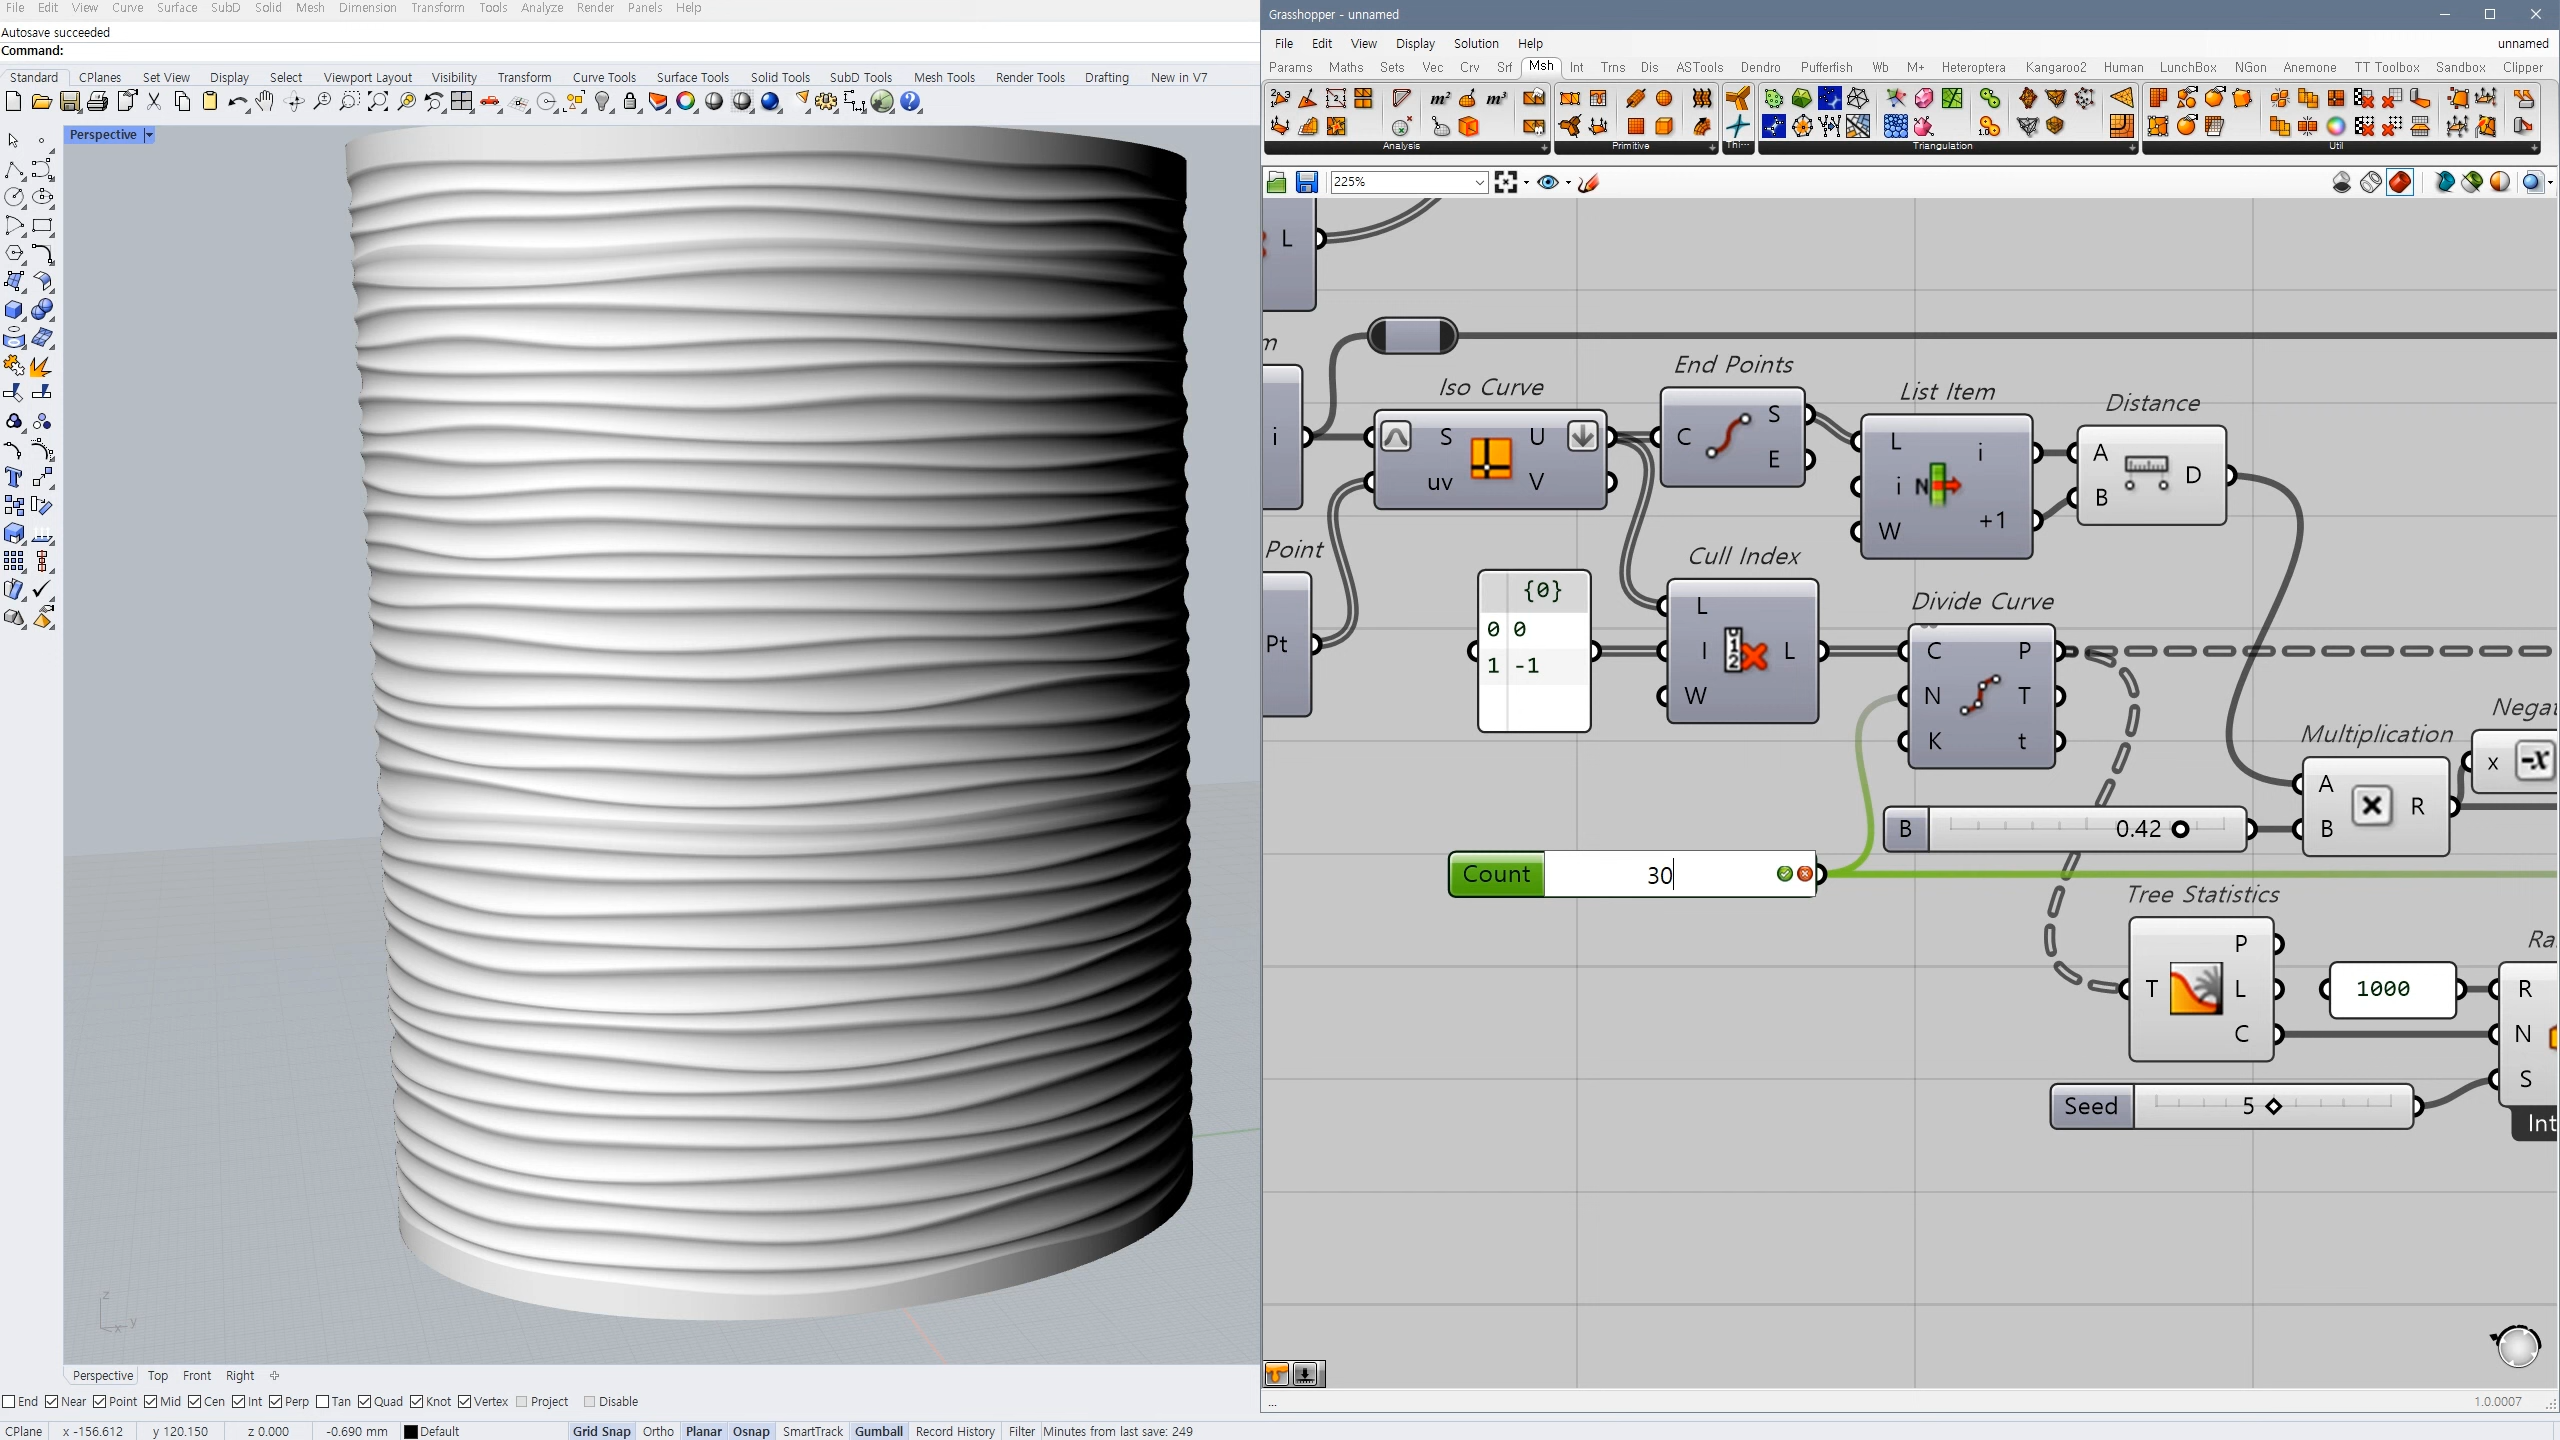 File Edit View Curve Surface SubD Solid Mesh Dimension Transform Tools Analyze Render Panels Help
Autosave succeeded
Command:
Standard CPlanes Set View Display Select Viewport Layout Visibility Transform Curve Tools Surface Tools Solid Tools SubD Tools Mesh Tools Render Tools Drafting New in V7
Perspective
z
x y
Perspective Top Front Right
End Near Point Mid Cen Int Perp Tan Quad Knot Vertex Project Disable
CPlane x -156.612 y 120.150 z 0.000 -0.690 mm Default Grid Snap Ortho Planar Osnap SmartTrack Gumball Record History Filter Minutes from last save: 249
Grasshopper - unnamed
File Edit View Display Solution Help unnamed
Params Maths Sets Vec Crv Srf Msh Int Trns Dis ASTools Dendro Pufferfish Wb M+ Heteroptera Kangaroo2 Human LunchBox NGon Anemone TT Toolbox Sandbox Clipper
Analysis Primitive Thi... Triangulation Util
225%
L
m
i
Iso Curve
S U
uv V
End Points
C S
E
List Item
L i
i N
W +1
Distance
A D
B
Point
Pt
{0}
0 0
1 -1
Cull Index
L
I L
W
Divide Curve
C P
N T
K t
Multiplication
A R
B
Negat
x -x
B 0.42
Count 30
Tree Statistics
P
T L
C
1000
Ra
R
N
S
Int
Seed 5
... 1.0.0007